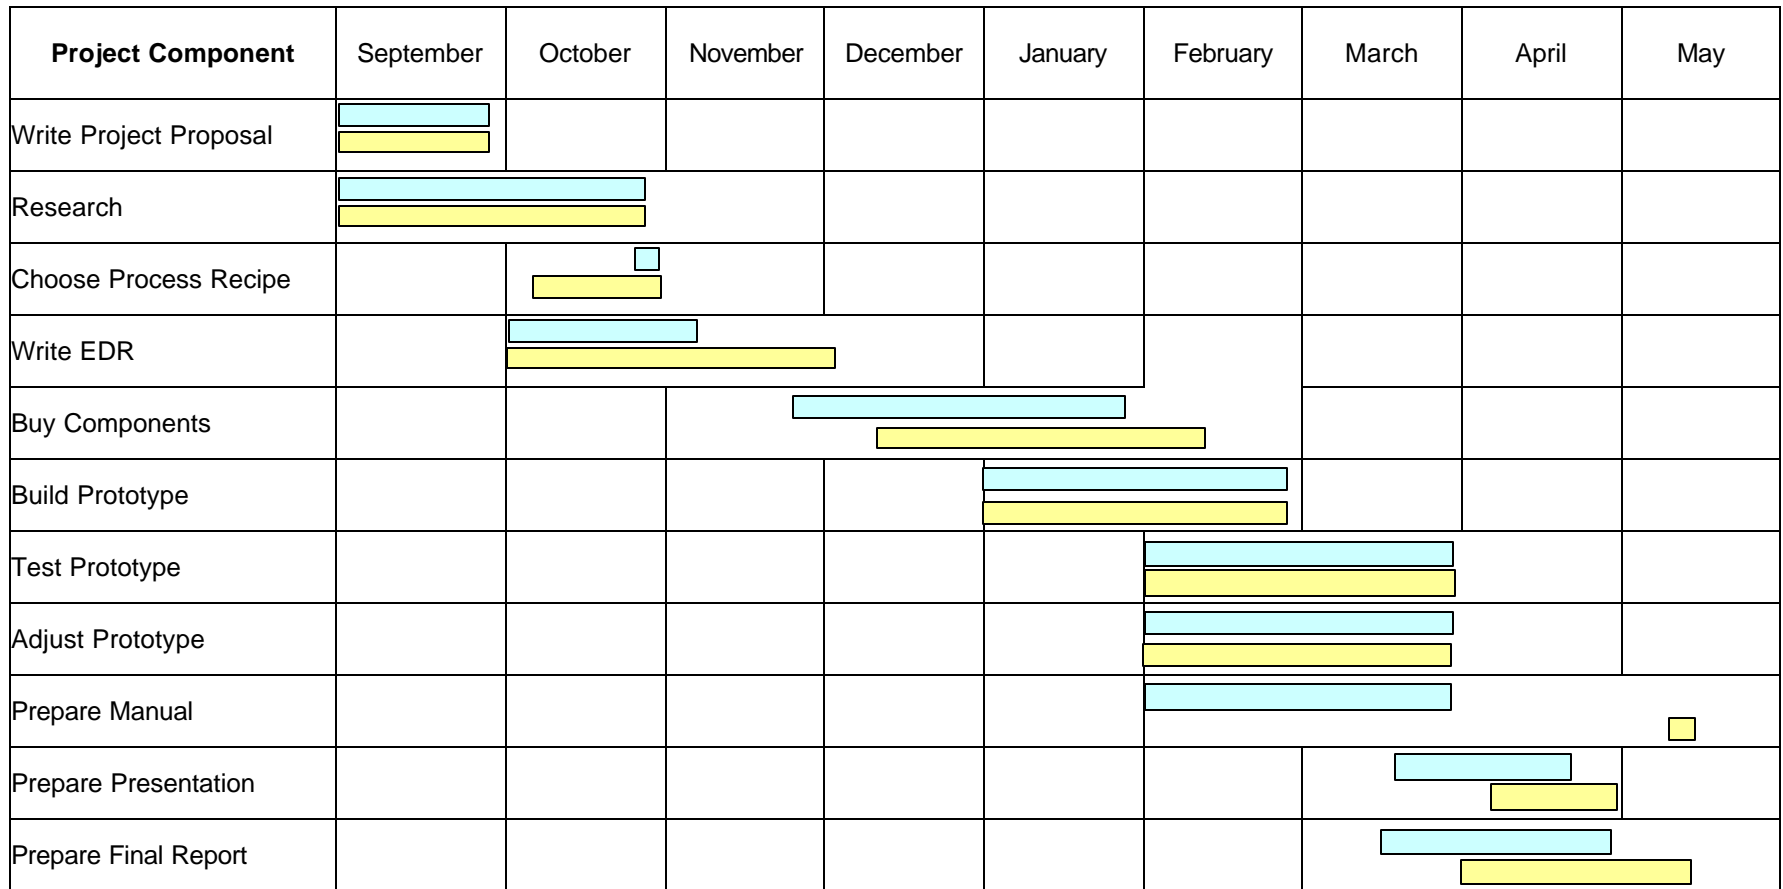 Project Component September October November December January February March April May
Write Project Proposal
Research
Choose Process Recipe
Write EDR
Buy Components
Build Prototype
Test Prototype
Adjust Prototype
Prepare Manual
Prepare Presentation
Prepare Final Report